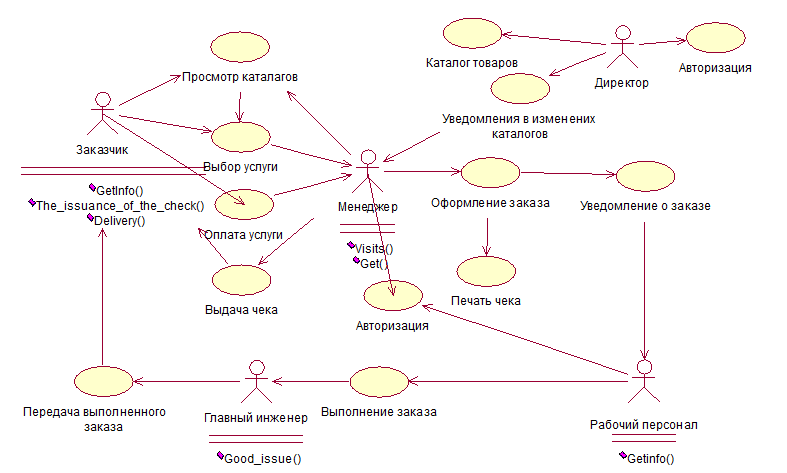 Просмотр каталагов
Каталог товаров
Директор
Авторизация
Уведомления в изменених
каталогов
Заказчик
GetInfo()
The_issuance_of_the_check()
Delivery()
Выбор услуги
Оплата услуги
Выдача чека
Менеджер
Visits()
Get()
Оформление заказа
Уведомление о заказе
Печать чека
Авторизация
Передача выполненного
заказа
Главный инженер
Good_issue()
Выполнение заказа
Рабочий персонал
Getinfo()